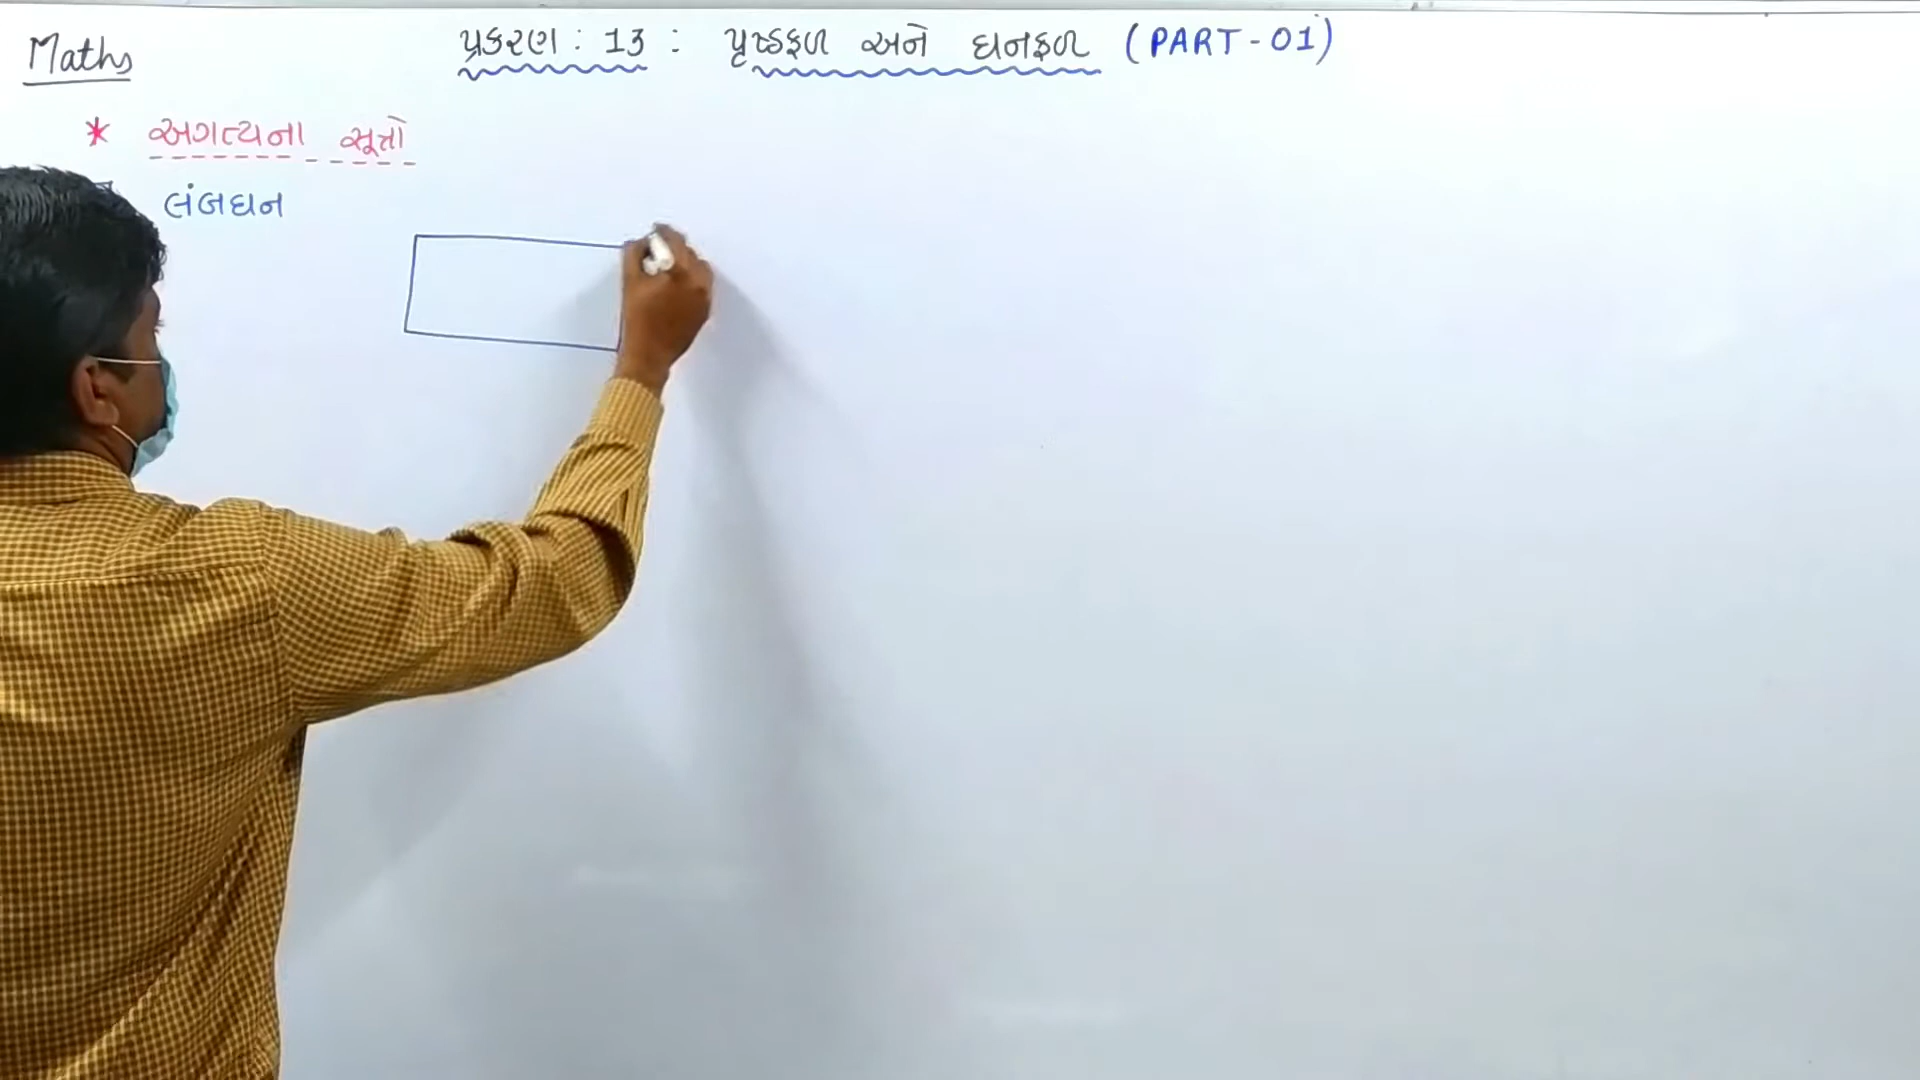 Maths
પ્રકરણ : 13 : પૃષ્ઠફળ અને ઘનફળ (PART-01)
* અગત્યના સૂત્રો
લંબઘન